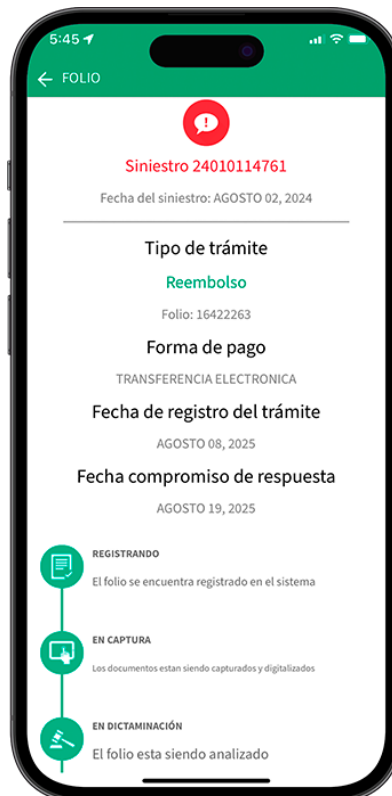 5:45
FOLIO
Siniestro 24010114761
Fecha del siniestro: AGOSTO 02, 2024
Tipo de trámite
Reembolso
Folio: 16422263
Forma de pago
TRANSFERENCIA ELECTRONICA
Fecha de registro del trámite
AGOSTO 08, 2025
Fecha compromiso de respuesta
AGOSTO 19, 2025
REGISTRANDO
El folio se encuentra registrado en el sistema
EN CAPTURA
Los documentos estan siendo capturados y digitalizados
EN DICTAMINACIÓN
El folio esta siendo analizado